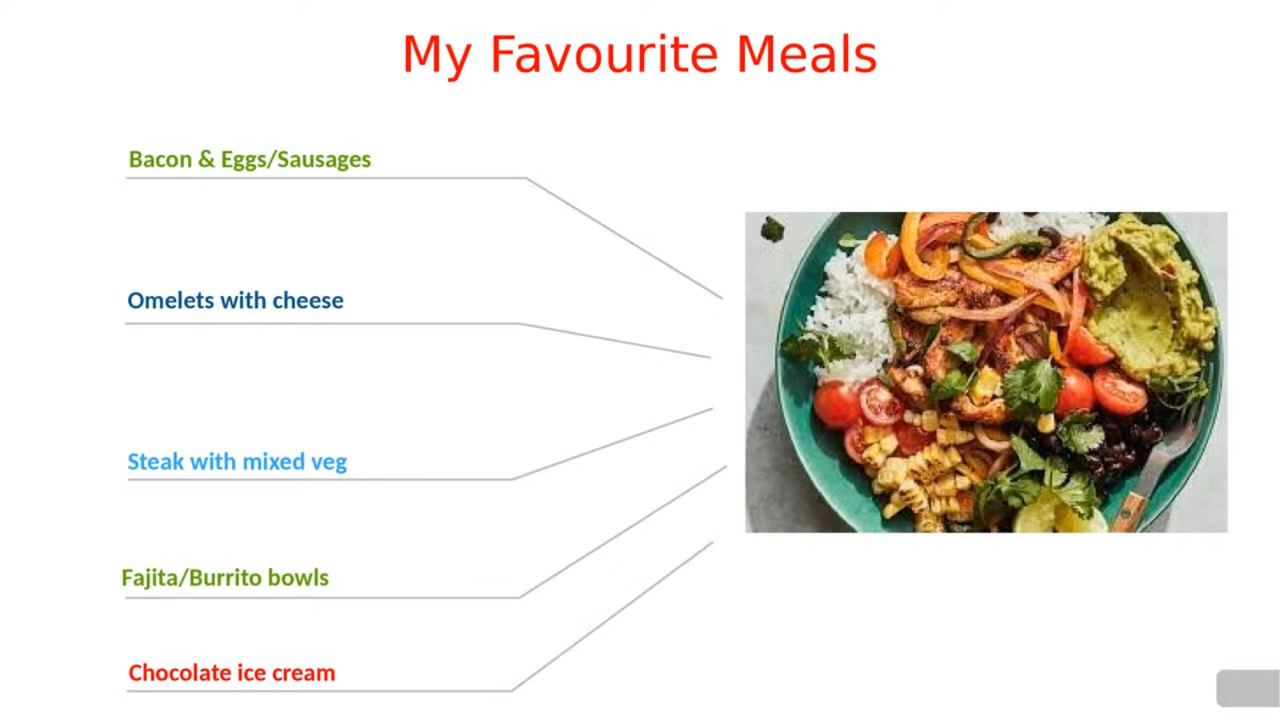 My Favourite Meals
Bacon & Eggs/Sausages
Omelets with cheese
Steak with mixed veg
Fajita/Burrito bowls
Chocolate ice cream